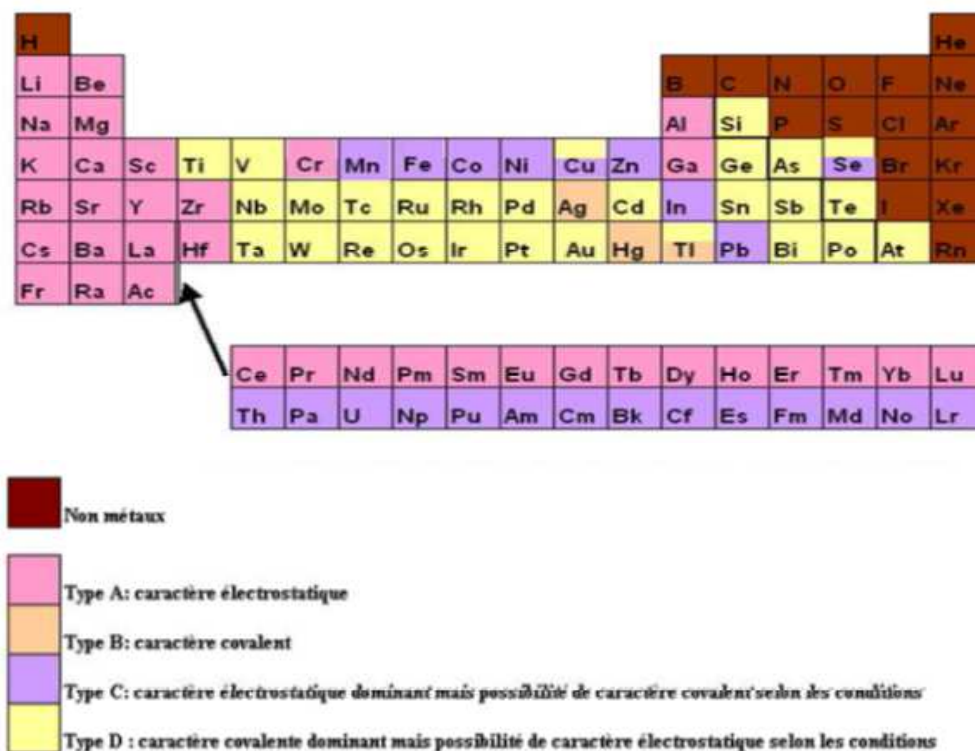 H He
Li Be B C N O F Ne
Na Mg Al Si P S Cl Ar
K Ca Sc Ti V Cr Mn Fe Co Ni Cu Zn Ga Ge As Se Br Kr
Rb Sr Y Zr Nb Mo Tc Ru Rh Pd Ag Cd In Sn Sb Te I Xe
Cs Ba La Hf Ta W Re Os Ir Pt Au Hg Tl Pb Bi Po At Rn
Fr Ra Ac
Ce Pr Nd Pm Sm Eu Gd Tb Dy Ho Er Tm Yb Lu
Th Pa U Np Pu Am Cm Bk Cf Es Fm Md No Lr
Non métaux
Type A: caractère électrostatique
Type B: caractère covalent
Type C: caractère électrostatique dominant mais possibilité de caractère covalent selon les conditions
Type D : caractère covalente dominant mais possibilité de caractère électrostatique selon les conditions